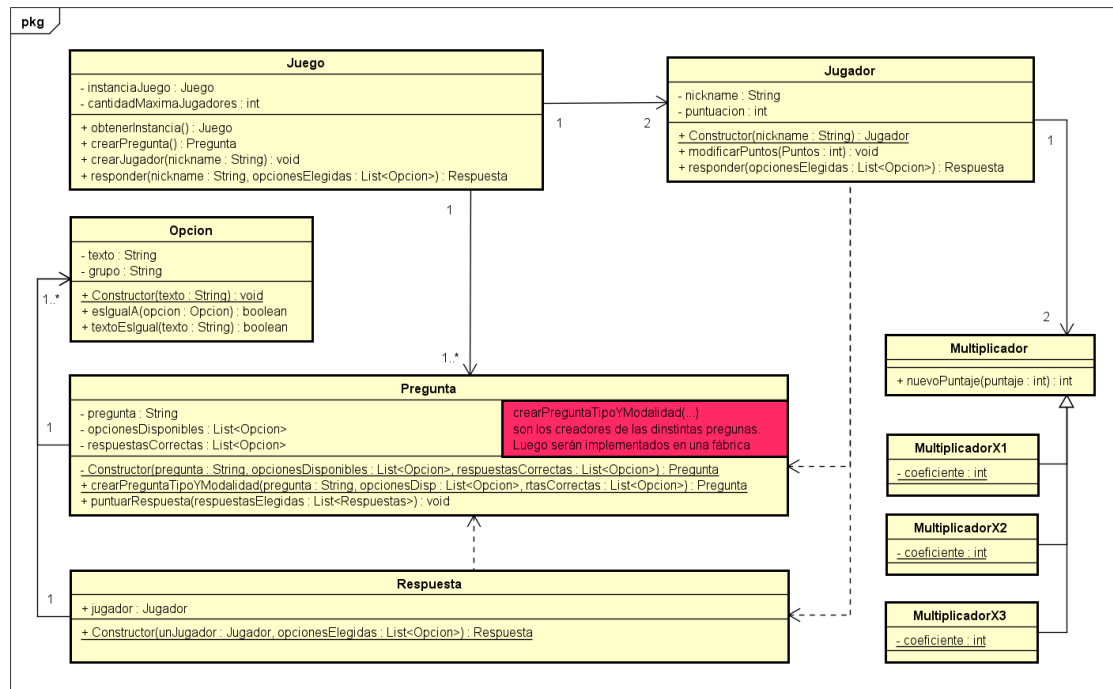 pkg
Juego
- instanciaJuego : Juego
- cantidadMaximaJugadores : int
+ obtenerInstancia() : Juego
+ crearPregunta() : Pregunta
+ crearJugador(nickname : String) : void
+ responder(nickname : String, opcionesElegidas : List<Opcion>) : Respuesta
1
2
Jugador
- nickname : String
- puntuacion : int
+ Constructor(nickname : String) : Jugador
+ modificarPuntos(Puntos : int) : void
+ responder(opcionesElegidas : List<Opcion>) : Respuesta
1
2
1
1..*
Opcion
- texto : String
- grupo : String
+ Constructor(texto : String) : void
+ esIgualA(opcion : Opcion) : boolean
+ textoEsIgual(texto : String) : boolean
1..*
Multiplicador
+ nuevoPuntaje(puntaje : int) : int
Pregunta
- pregunta : String
- opcionesDisponibles : List<Opcion>
- respuestasCorrectas : List<Opcion>
crearPreguntaTipoYModalidad(...)
son los creadores de las dinstintas pregunas.
Luego serán implementados en una fábrica
- Constructor(pregunta : String, opcionesDisponibles : List<Opcion>, respuestasCorrectas : List<Opcion>) : Pregunta
+ crearPreguntaTipoYModalidad(pregunta : String, opcionesDisp : List<Opcion>, rtasCorrectas : List<Opcion>) : Pregunta
+ puntuarRespuesta(respuestasElegidas : List<Respuestas>) : void
1
MultiplicadorX1
- coeficiente : int
MultiplicadorX2
- coeficiente : int
MultiplicadorX3
- coeficiente : int
Respuesta
+ jugador : Jugador
+ Constructor(unJugador : Jugador, opcionesElegidas : List<Opcion>) : Respuesta
1